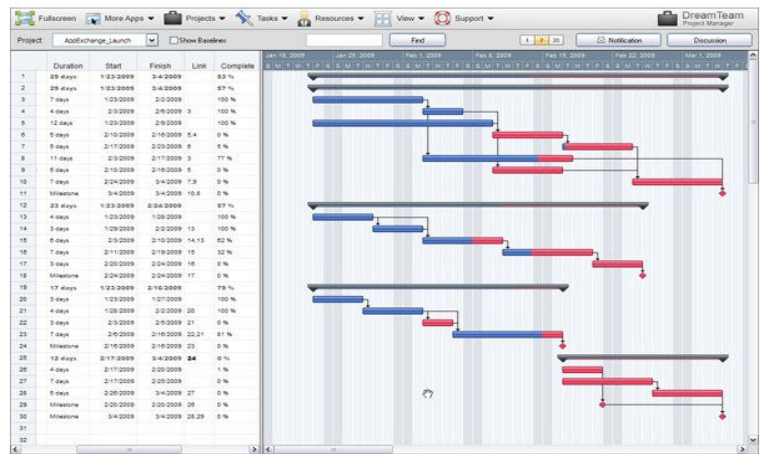 Fullscreen More Apps Projects Tasks Resources View Support DreamTeam
Project Manager
Project: AppExchange_Launch Show Baselines Find 1 31 Notification Discussion
Jan 19, 2009 Jan 26, 2009 Feb 1, 2009 Feb 8, 2009 Feb 15, 2009 Feb 22, 2009 Mar 1, 2009
Duration Start Finish Link Complete
1 29 days 1/23/2009 3/4/2009 53 %
2 29 days 1/23/2009 3/4/2009 57 %
3 7 days 1/23/2009 2/2/2009 100 %
4 4 days 2/3/2009 2/6/2009 3 100 %
5 12 days 1/23/2009 2/9/2009 100 %
6 5 days 2/10/2009 2/16/2009 5,4 0 %
7 5 days 2/17/2009 2/23/2009 6 5 %
8 11 days 2/3/2009 2/17/2009 3 77 %
9 5 days 2/10/2009 2/16/2009 5 0 %
10 7 days 2/24/2009 3/4/2009 7,9 0 %
11 Milestone 3/4/2009 3/4/2009 10,8 0 %
12 23 days 1/23/2009 2/24/2009 57 %
13 4 days 1/23/2009 1/28/2009 100 %
14 3 days 1/29/2009 2/2/2009 13 100 %
15 6 days 2/3/2009 2/10/2009 14,13 62 %
16 7 days 2/11/2009 2/19/2009 15 32 %
17 3 days 2/20/2009 2/24/2009 16 0 %
18 Milestone 2/24/2009 2/24/2009 17 0 %
19 17 days 1/23/2009 2/16/2009 79 %
20 3 days 1/23/2009 1/27/2009 100 %
21 4 days 1/28/2009 2/2/2009 20 100 %
22 3 days 2/3/2009 2/5/2009 21 0 %
23 7 days 2/6/2009 2/16/2009 22,21 81 %
24 Milestone 2/16/2009 2/16/2009 23 0 %
25 12 days 2/17/2009 3/4/2009 24 0 %
26 4 days 2/17/2009 2/20/2009 1 %
27 7 days 2/17/2009 2/25/2009 0 %
28 5 days 2/26/2009 3/4/2009 27 0 %
29 Milestone 2/20/2009 2/20/2009 26 0 %
30 Milestone 3/4/2009 3/4/2009 28,29 0 %
31
32